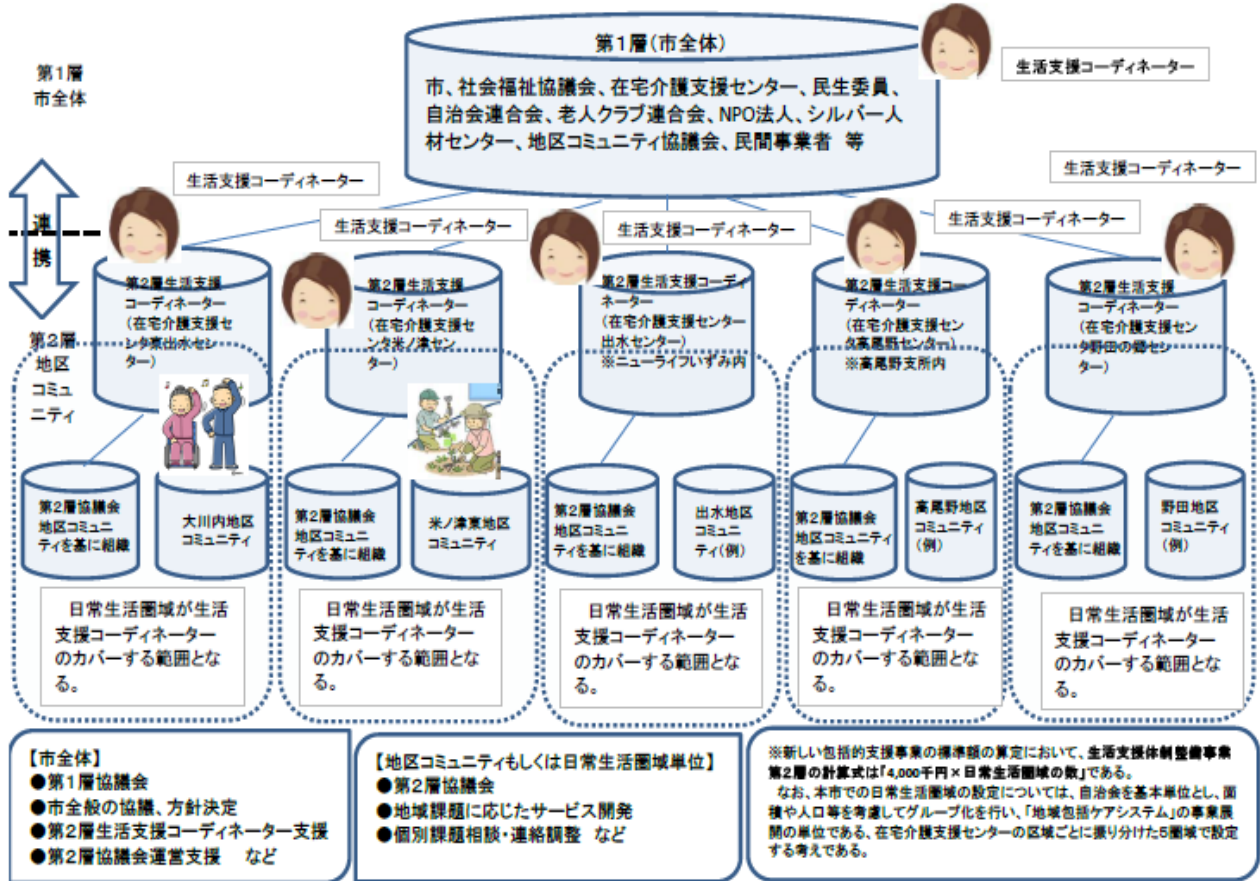 第1層(市全体)
生活支援コーディネーター
第1層
市全体
市、社会福祉協議会、在宅介護支援センター、民生委員、
自治会連合会、老人クラブ連合会、NPO法人、シルバー人
材センター、地区コミュニティ協議会、民間事業者 等
連
携
生活支援コーディネーター
生活支援コーディネーター
生活支援コーディネーター
生活支援コーディネーター
生活支援コーディネーター
第2層
地区
コミュ
ニティ
第2層生活支援
コーディネーター
(在宅介護支援セ
ンタ東出水セン
ター)
第2層生活支援
コーディネーター
(在宅介護支援セ
ンタ米ノ津セン
ター)
第2層生活支援コーディ
ネーター
(在宅介護支援センター
出水センター)
※ニューライフいずみ内
第2層生活支援コー
ディネーター
(在宅介護支援セン
タ高尾野センター)
※高尾野支所内
第2層生活支援
コーディネーター
(在宅介護支援セ
ンタ野田の郷セン
ター)
第2層協議会
地区コミュニ
ティを基に組織
大川内地区
コミュニティ
第2層協議会
地区コミュニ
ティを基に組織
米ノ津東地区
コミュニティ
第2層協議会
地区コミュニ
ティを基に組織
出水地区
コミュニ
ティ(例)
第2層協議会
地区コミュニティ
を基に組織
高尾野地区
コミュニティ
(例)
第2層協議会
地区コミュニ
ティを基に組織
野田地区
コミュニティ
(例)
日常生活圏域が生活
支援コーディネーター
のカバーする範囲とな
る。
日常生活圏域が生活
支援コーディネーター
のカバーする範囲とな
る。
日常生活圏域が生活
支援コーディネーター
のカバーする範囲とな
る。
日常生活圏域が生活
支援コーディネーター
のカバーする範囲とな
る。
日常生活圏域が生活
支援コーディネーター
のカバーする範囲とな
る。
【市全体】
●第1層協議会
●市全般の協議、方針決定
●第2層生活支援コーディネーター支援
●第2層協議会運営支援 など
【地区コミュニティもしくは日常生活圏域単位】
●第2層協議会
●地域課題に応じたサービス開発
●個別課題相談・連絡調整 など
※新しい包括的支援事業の標準額の算定において、生活支援体制整備事業
第2層の計算式は「4,000千円×日常生活圏域の数」である。
なお、本市での日常生活圏域の設定については、自治会を基本単位とし、面
積や人口等を考慮してグループ化を行い、「地域包括ケアシステム」の事業展
開の単位である、在宅介護支援センターの区域ごとに振り分けた5圏域で設定
する考えである。